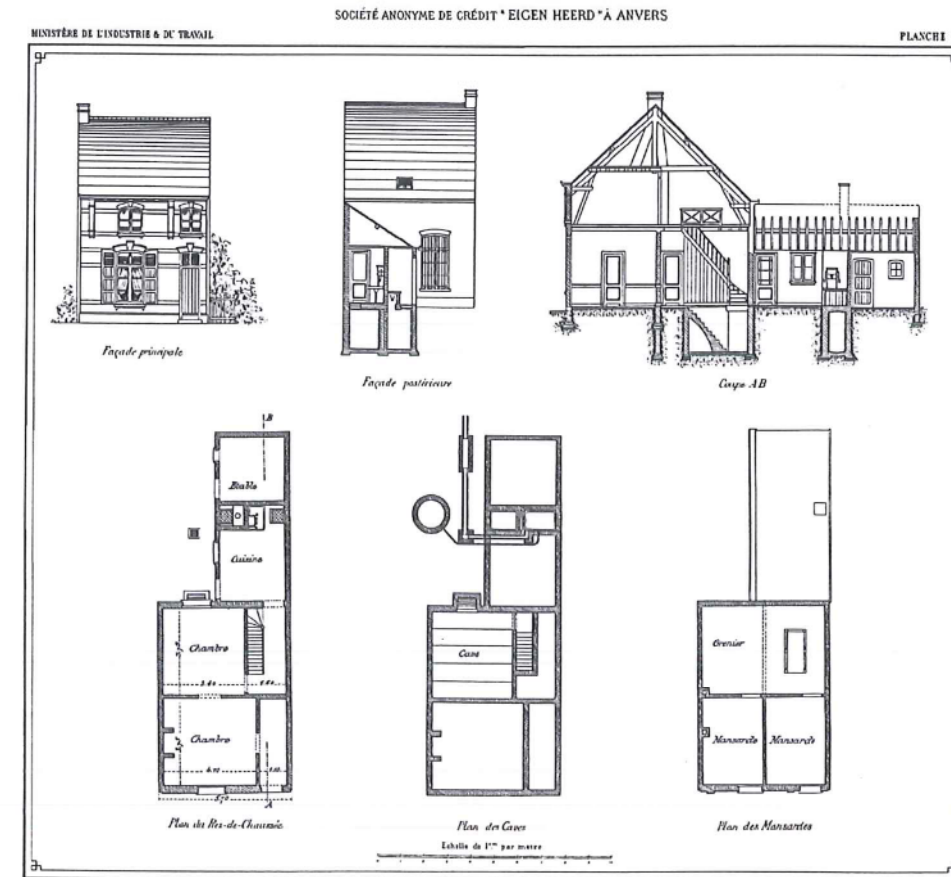 SOCIÉTÉ ANONYME DE CRÉDIT "EIGEN HEERD" À ANVERS
MINISTÈRE DE L'INDUSTRIE & DU TRAVAIL
PLANCHE
Façade principale
Façade postérieure
Coupe AB
B
Etable
Cuisine
Chambre
Chambre
A
Plan du Rez-de-Chaussée
Cave
Plan des Caves
Grenier
Mansarde
Mansarde
Plan des Mansardes
Echelle de 1cm par mètre